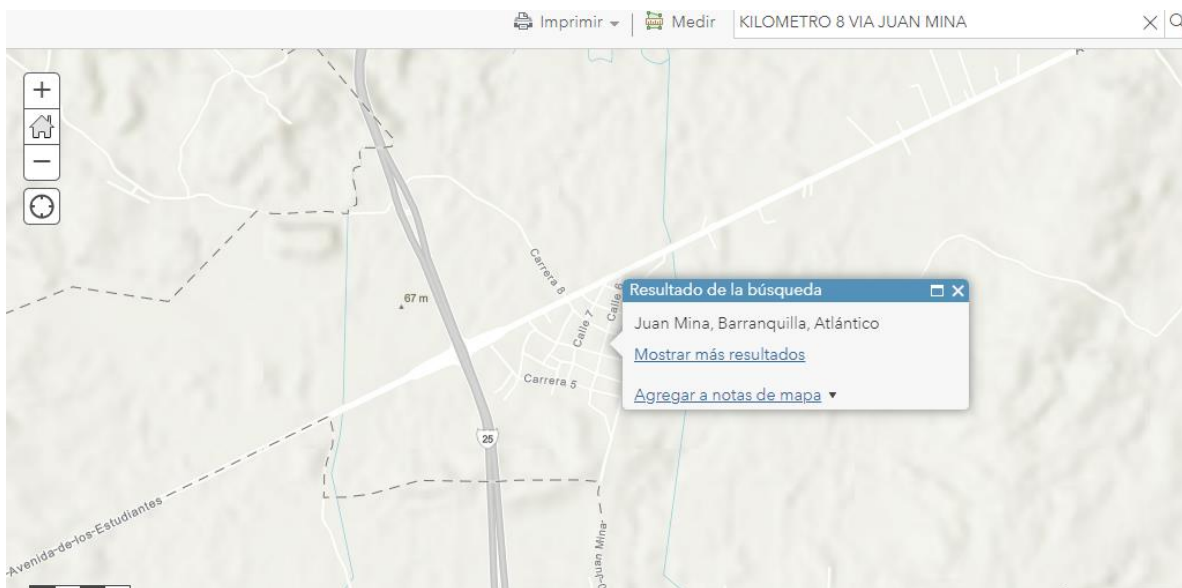 Imprimir
Medir
KILOMETRO 8 VIA JUAN MINA
Carrera 8
67 m
Calle 7
Calle 6
Resultado de la búsqueda
Juan Mina, Barranquilla, Atlántico
Mostrar más resultados
Agregar a notas de mapa
Carrera 5
25
Avenida-de-los-Estudiantes
Juan Mina